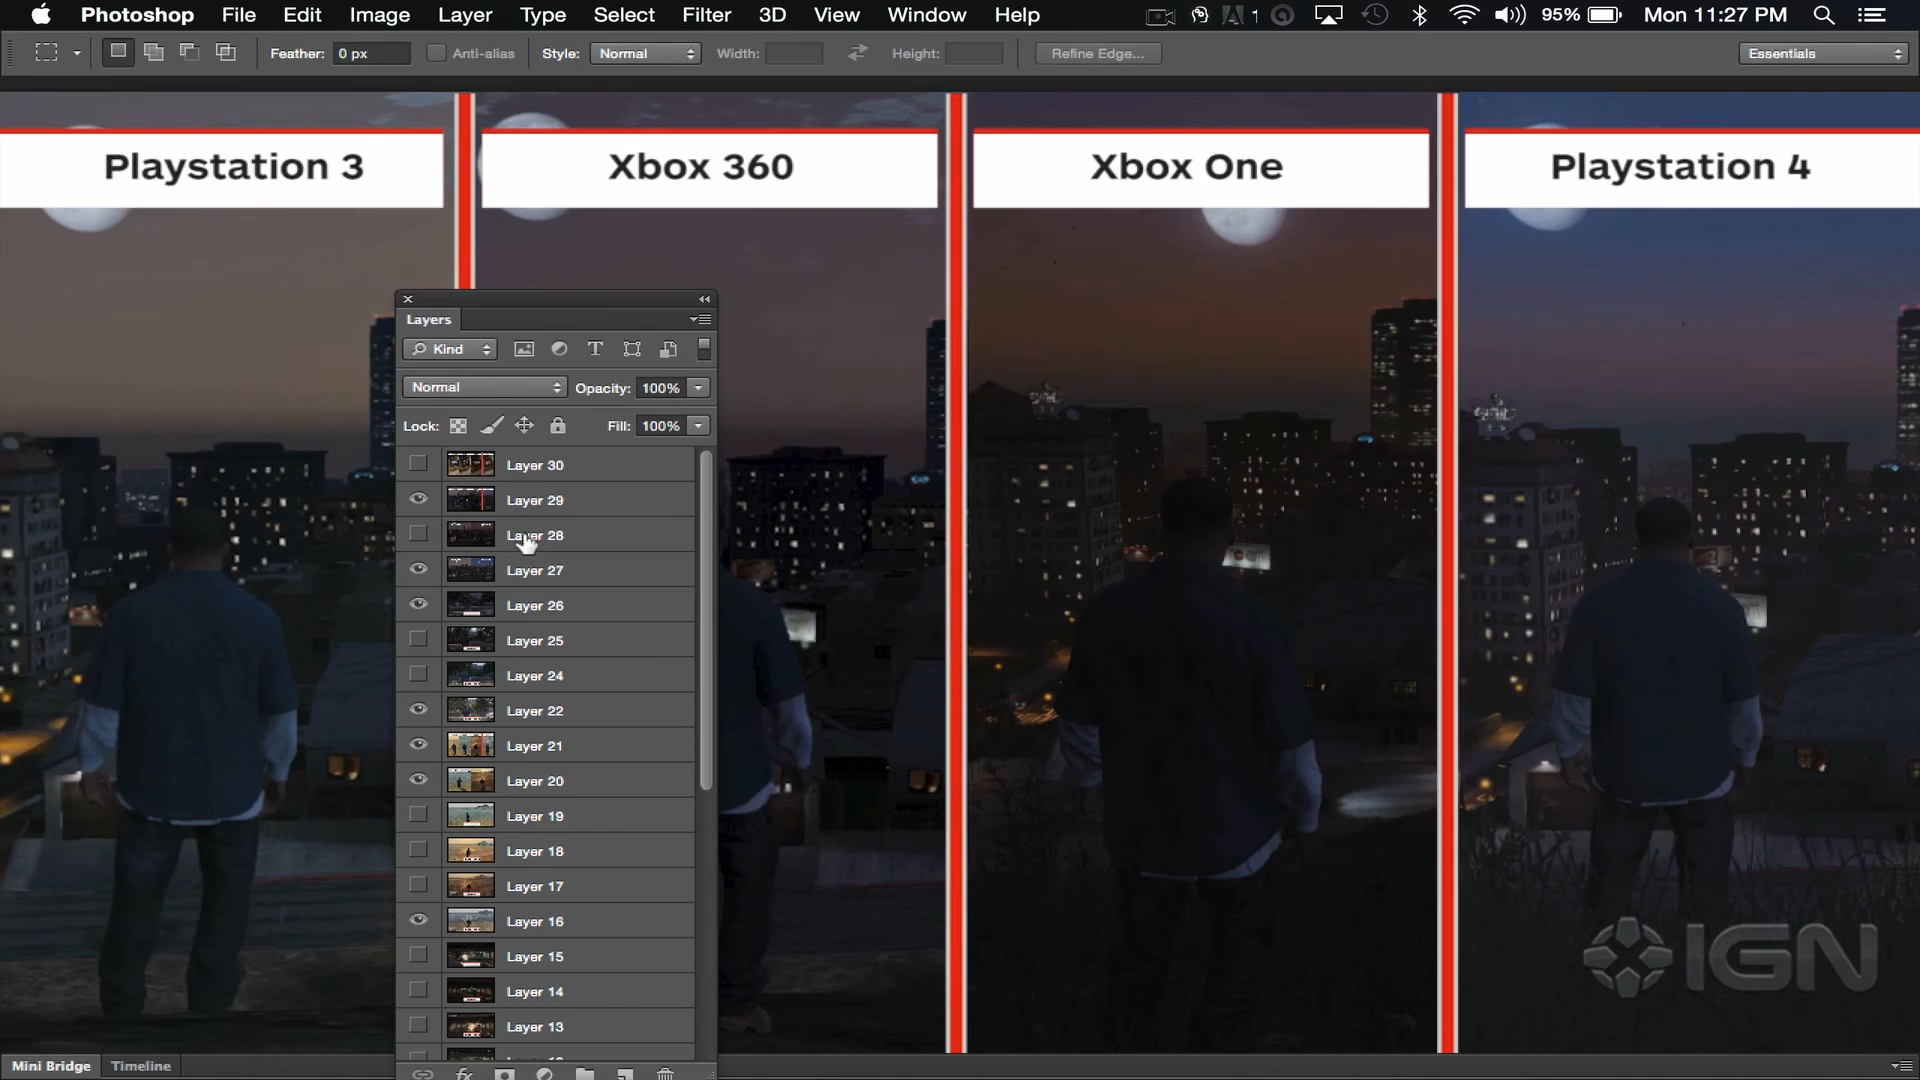 Photoshop File Edit Image Layer Type Select Filter 3D View Window Help 1 95% Mon 11:27 PM
Feather: 0 px Anti-alias Style: Normal Width: Height: Refine Edge... Essentials
Playstation 3 Xbox 360 Xbox One Playstation 4
Layers
Kind
Normal Opacity: 100%
Lock: Fill: 100%
Layer 30
Layer 29
Layer 28
Layer 27
Layer 26
Layer 25
Layer 24
Layer 22
Layer 21
Layer 20
Layer 19
Layer 18
Layer 17
Layer 16
Layer 15
Layer 14
Layer 13
IGN
Mini Bridge Timeline